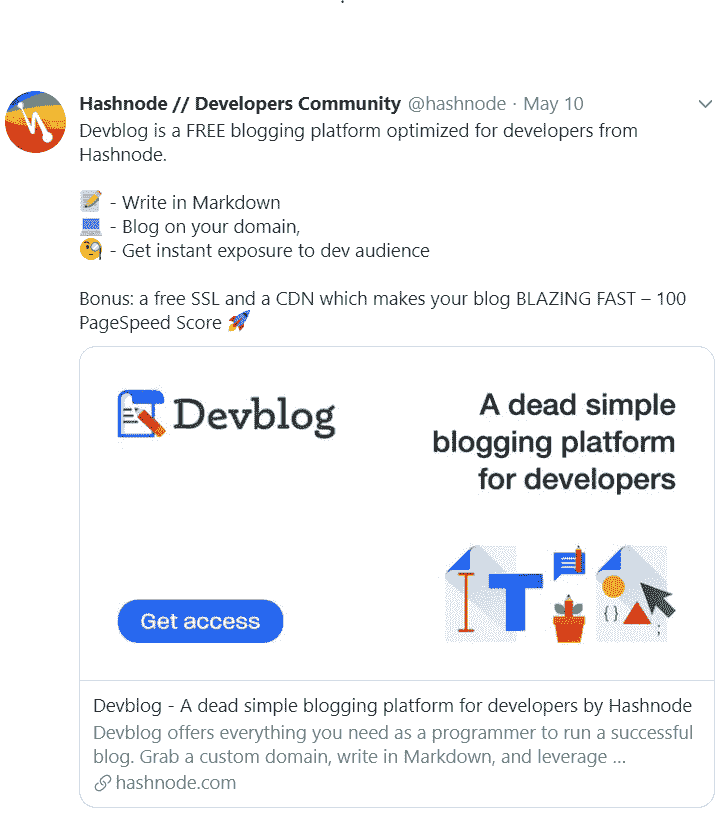 Hashnode // Developers Community @hashnode · May 10
Devblog is a FREE blogging platform optimized for developers from
Hashnode.
📝 - Write in Markdown
💻 - Blog on your domain,
🧐 - Get instant exposure to dev audience
Bonus: a free SSL and a CDN which makes your blog BLAZING FAST – 100
PageSpeed Score 🚀
Devblog
A dead simple
blogging platform
for developers
T
{} ;
Get access
Devblog - A dead simple blogging platform for developers by Hashnode
Devblog offers everything you need as a programmer to run a successful
blog. Grab a custom domain, write in Markdown, and leverage ...
hashnode.com